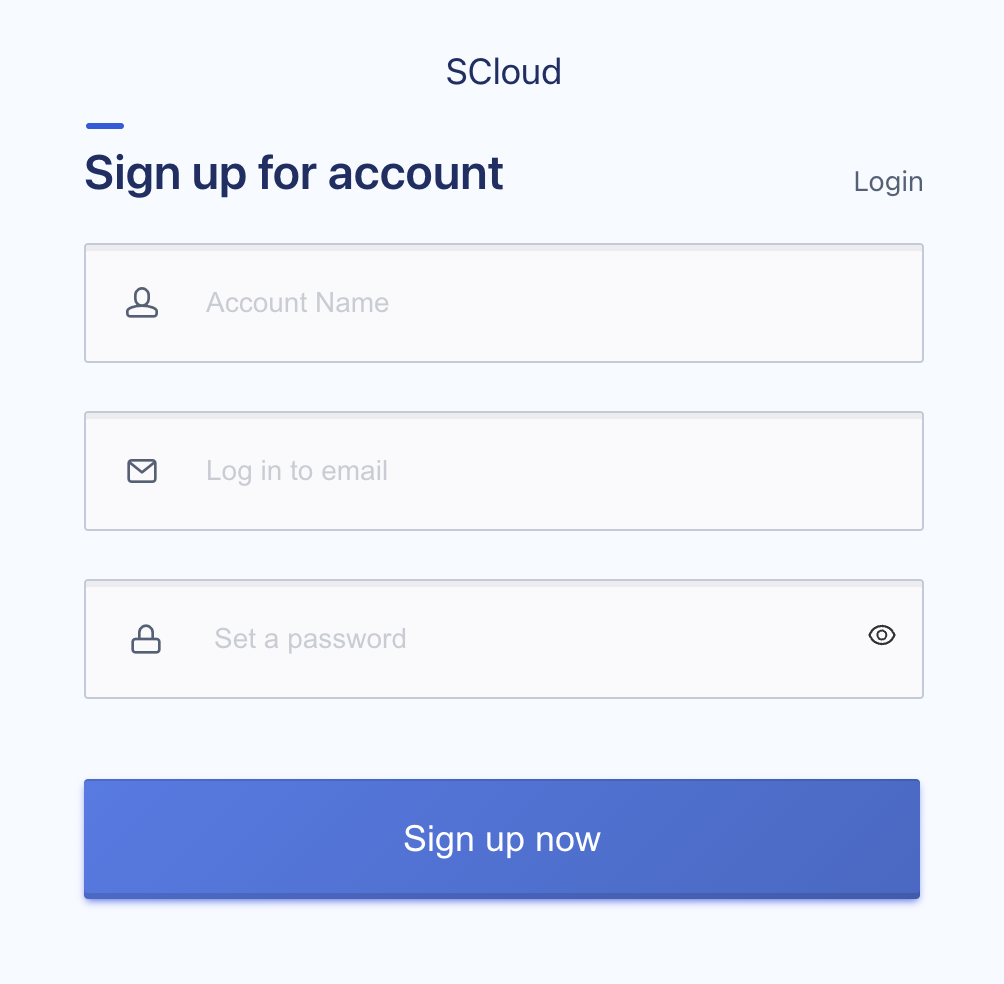 SCloud
Sign up for account
Login
Account Name
Log in to email
Set a password
Sign up now